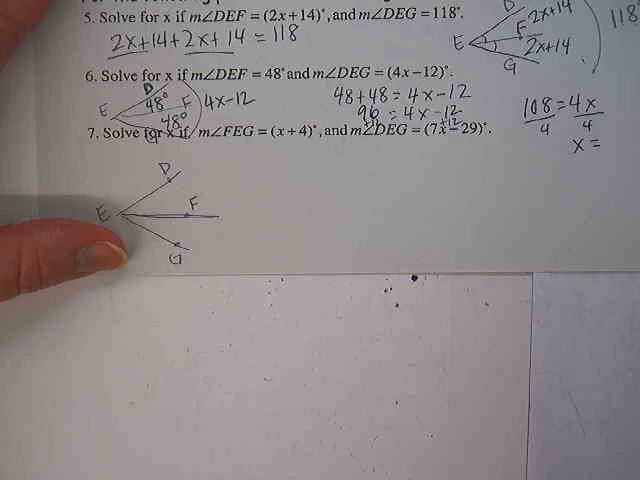 5. Solve for x if m∠DEF = (2x+14)°, and m∠DEG = 118°.
2x+14+2x+14 = 118
D
2x+14
F
E
2x+14
G
118°
6. Solve for x if m∠DEF = 48° and m∠DEG = (4x−12)°.
D
E 48° F 4x-12
48°
G
48+48 = 4x-12
96 = 4x-12
+12 +12
108 = 4x
4 4
x =
7. Solve for x if m∠FEG = (x+4)°, and m∠DEG = (7x−29)°.
D
E F
G